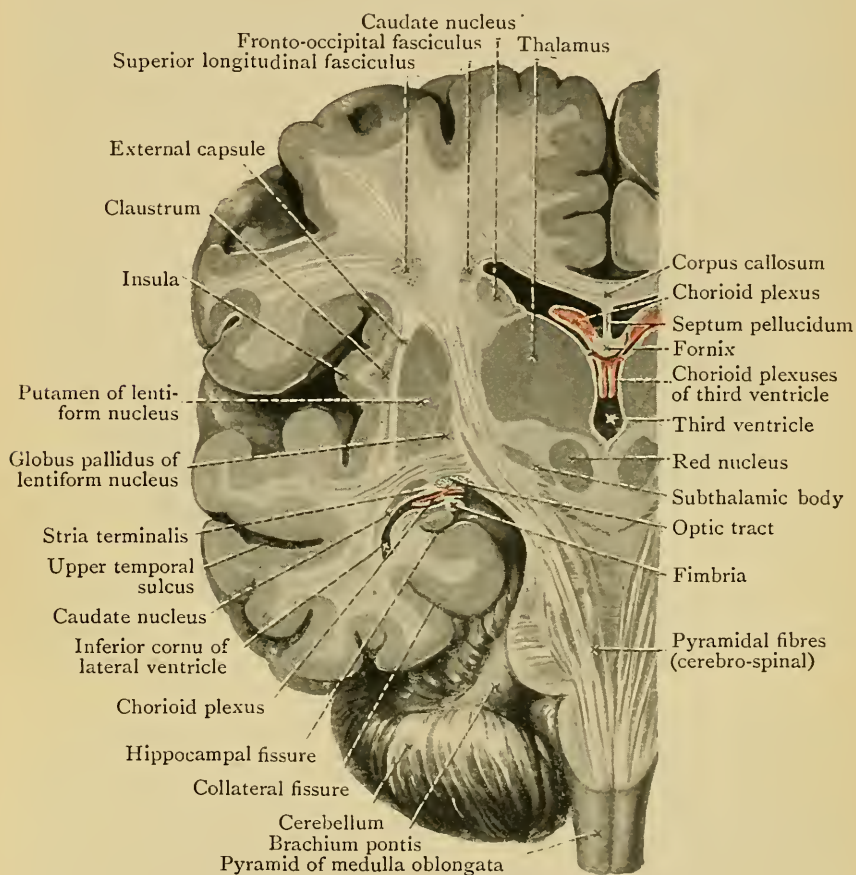 Caudate nucleus
Fronto-occipital fasciculus
Thalamus
Superior longitudinal fasciculus
External capsule
Claustrum
Insula
Putamen of lenti-
form nucleus
Globus pallidus of
lentiform nucleus
Stria terminalis
Upper temporal
sulcus
Caudate nucleus
Inferior cornu of
lateral ventricle
Chorioid plexus
Hippocampal fissure
Collateral fissure
Cerebellum
Brachium pontis
Pyramid of medulla oblongata
Corpus callosum
Chorioid plexus
Septum pellucidum
Fornix
Chorioid plexuses
of third ventricle
Third ventricle
Red nucleus
Subthalamic body
Optic tract
Fimbria
Pyramidal fibres
(cerebro-spinal)